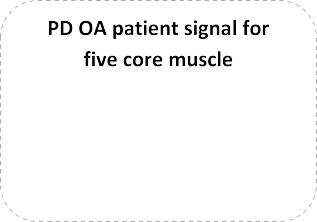 PD OA patient signal for
five core muscle